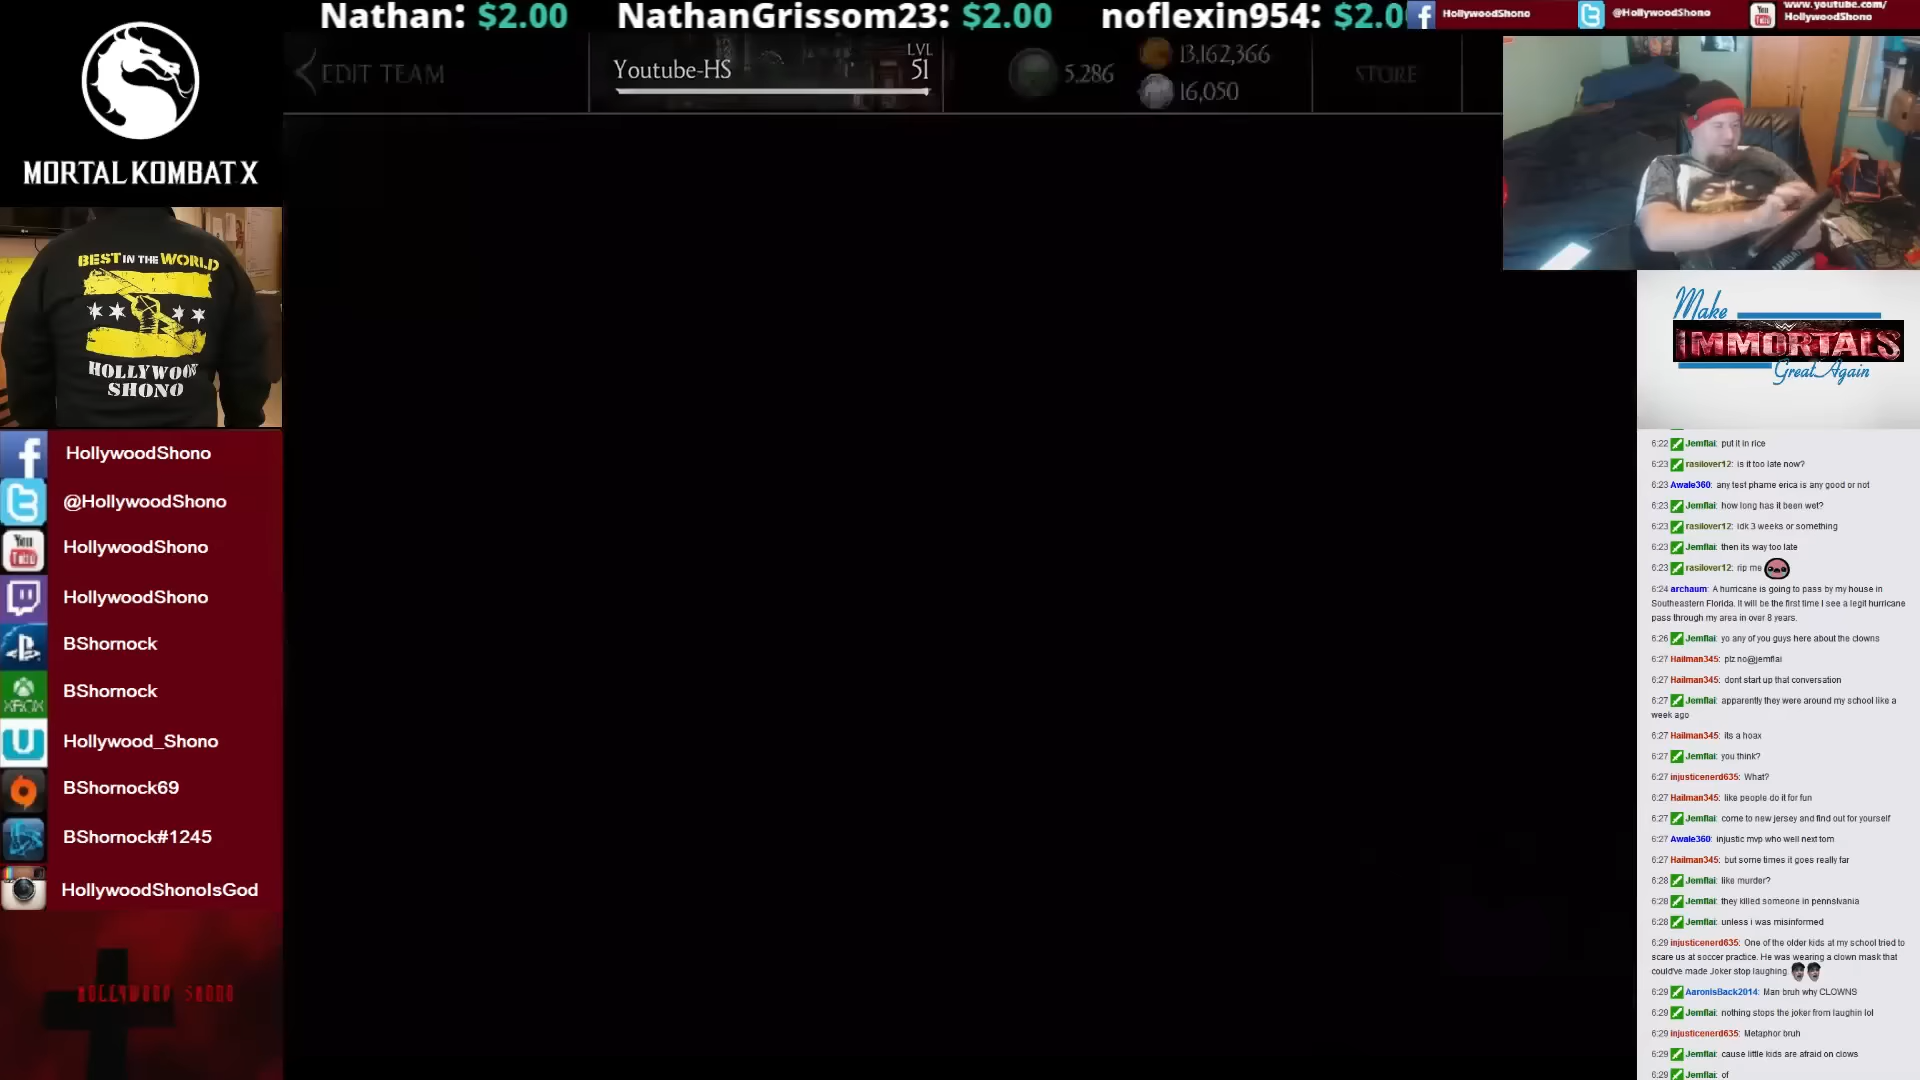 Nathan: $2.00 NathanGrissom23: $2.00 noflexin954: $2.0
HollywoodShono
@HollywoodShono
www.youtube.com/
HollywoodShono
EDIT TEAM
Youtube-HS
LVL
51
5,286
13,162,366
16,050
STORE
MORTAL KOMBAT X
BEST IN THE WORLD
HOLLYWOOD
SHONO
HollywoodShono
@HollywoodShono
HollywoodShono
HollywoodShono
BShornock
BShornock
Hollywood_Shono
BShornock69
BShornock#1245
HollywoodShonoIsGod
HOLLYWOOD SHONO
Make
IMMORTALS
Great Again
6:22 Jemflai: put it in rice
6:23 rasilover12: is it too late now?
6:23 Awale360: any test phame erica is any good or not
6:23 Jemflai: how long has it been wet?
6:23 rasilover12: idk 3 weeks or something
6:23 Jemflai: then its way too late
6:23 rasilover12: rip me
6:24 archaum: A hurricane is going to pass by my house in
Southeastern Florida. It will be the first time I see a legit hurricane
pass through my area in over 8 years.
6:26 Jemflai: yo any of you guys here about the clowns
6:27 Hailman345: plz no@jemflai
6:27 Hailman345: dont start up that conversation
6:27 Jemflai: apparently they were around my school like a
week ago
6:27 Hailman345: its a hoax
6:27 Jemflai: you think?
6:27 injusticenerd635: What?
6:27 Hailman345: like people do it for fun
6:27 Jemflai: come to new jersey and find out for yourself
6:27 Awale360: injustic mvp who well next tom
6:27 Hailman345: but some times it goes really far
6:28 Jemflai: like murder?
6:28 Jemflai: they killed someone in pennslvania
6:28 Jemflai: unless i was misinformed
6:29 injusticenerd635: One of the older kids at my school tried to
scare us at soccer practice. He was wearing a clown mask that
could've made Joker stop laughing.
6:29 AaronIsBack2014: Man bruh why CLOWNS
6:29 Jemflai: nothing stops the joker from laughin lol
6:29 injusticenerd635: Metaphor bruh
6:29 Jemflai: cause little kids are afraid on clows
6:29 Jemflai: of